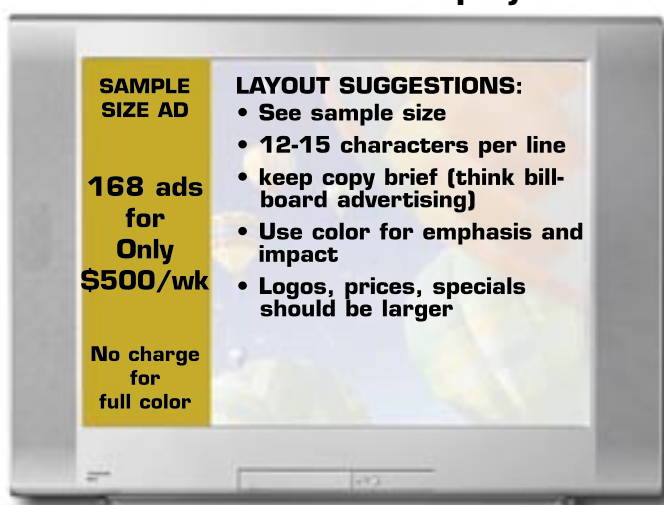 SAMPLE
SIZE AD
168 ads
for
Only
$500/wk
No charge
for
full color
LAYOUT SUGGESTIONS:
• See sample size
• 12-15 characters per line
• keep copy brief (think bill-
board advertising)
• Use color for emphasis and
impact
• Logos, prices, specials
should be larger